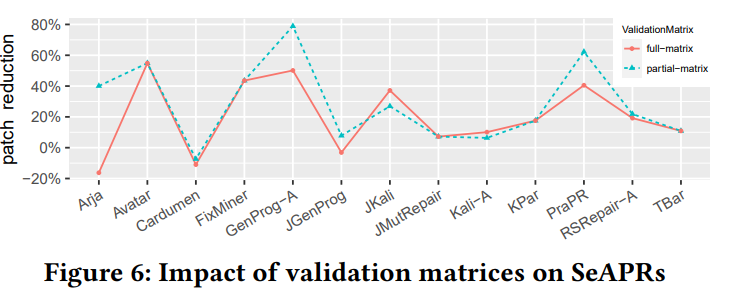 80%
60%
40%
20%
0%
−20%
patch reduction
ValidationMatrix
full−matrix
partial−matrix
Arja
Avatar
Cardumen
FixMiner
GenProg−A
JGenProg
JKali
JMutRepair
Kali−A
KPar
PraPR
RSRepair−A
TBar
Figure 6: Impact of validation matrices on SeAPRs